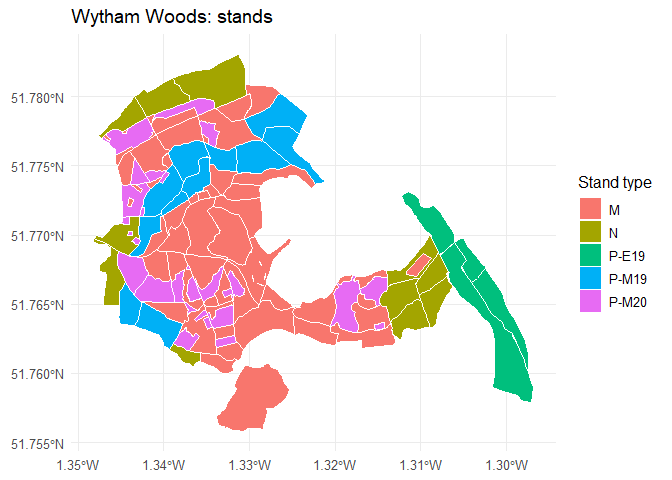 Wytham Woods: stands
51.780°N
51.775°N
51.770°N
51.765°N
51.760°N
51.755°N
1.35°W
1.34°W
1.33°W
1.32°W
1.31°W
1.30°W
Stand type
M
N
P-E19
P-M19
P-M20